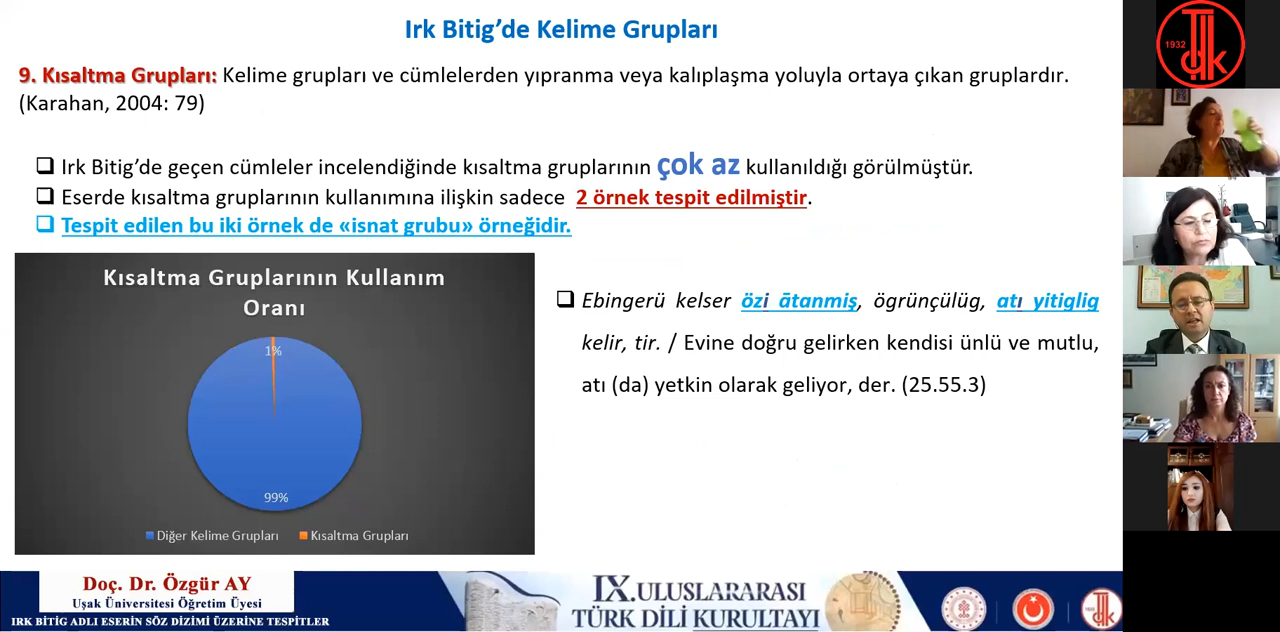 Irk Bitig’de Kelime Grupları
9. Kısaltma Grupları: Kelime grupları ve cümlelerden yıpranma veya kalıplaşma yoluyla ortaya çıkan gruplardır.
(Karahan, 2004: 79)
Irk Bitig’de geçen cümleler incelendiğinde kısaltma gruplarının çok az kullanıldığı görülmüştür.
Eserde kısaltma gruplarının kullanımına ilişkin sadece 2 örnek tespit edilmiştir.
Tespit edilen bu iki örnek de «isnat grubu» örneğidir.
Kısaltma Gruplarının Kullanım
Oranı
1%
99%
Diğer Kelime Grupları
Kısaltma Grupları
Ebingerü kelser özi ātanmış, ögrünçülüg, atı yitiglig
kelir, tir. / Evine doğru gelirken kendisi ünlü ve mutlu,
atı (da) yetkin olarak geliyor, der. (25.55.3)
Doç. Dr. Özgür AY
Uşak Üniversitesi Öğretim Üyesi
IRK BİTİG ADLI ESERİN SÖZ DİZİMİ ÜZERİNE TESPİTLER
IX.ULUSLARARASI
TÜRK DİLİ KURULTAYI
1932